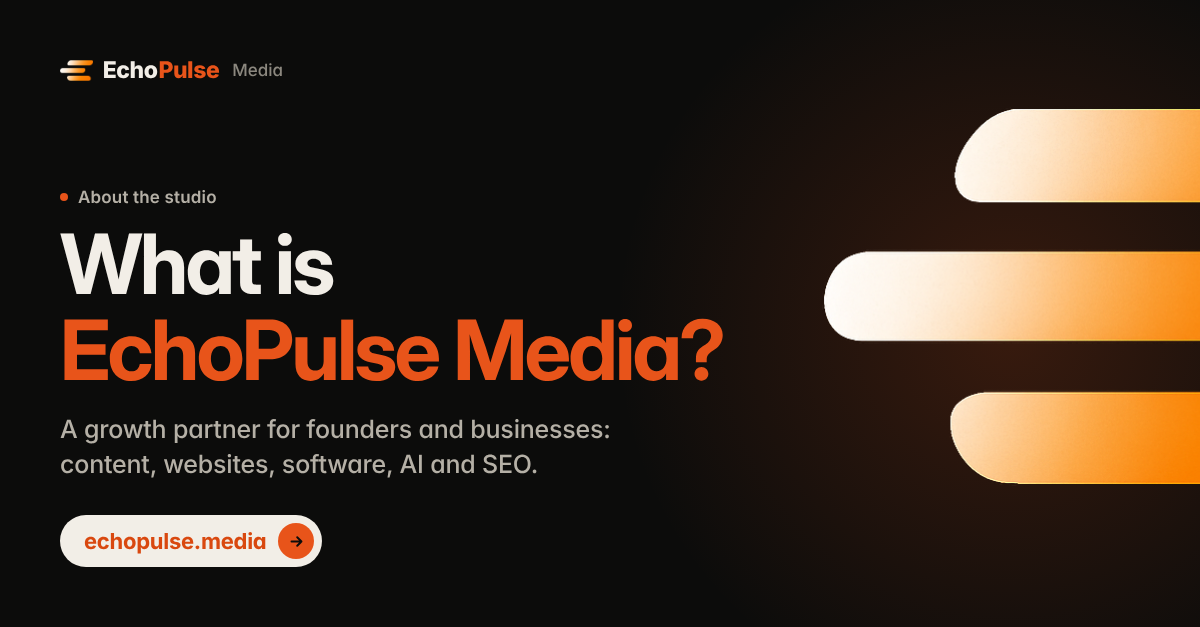 EchoPulse Media
About the studio
What is
EchoPulse Media?
A growth partner for founders and businesses:
content, websites, software, AI and SEO.
echopulse.media